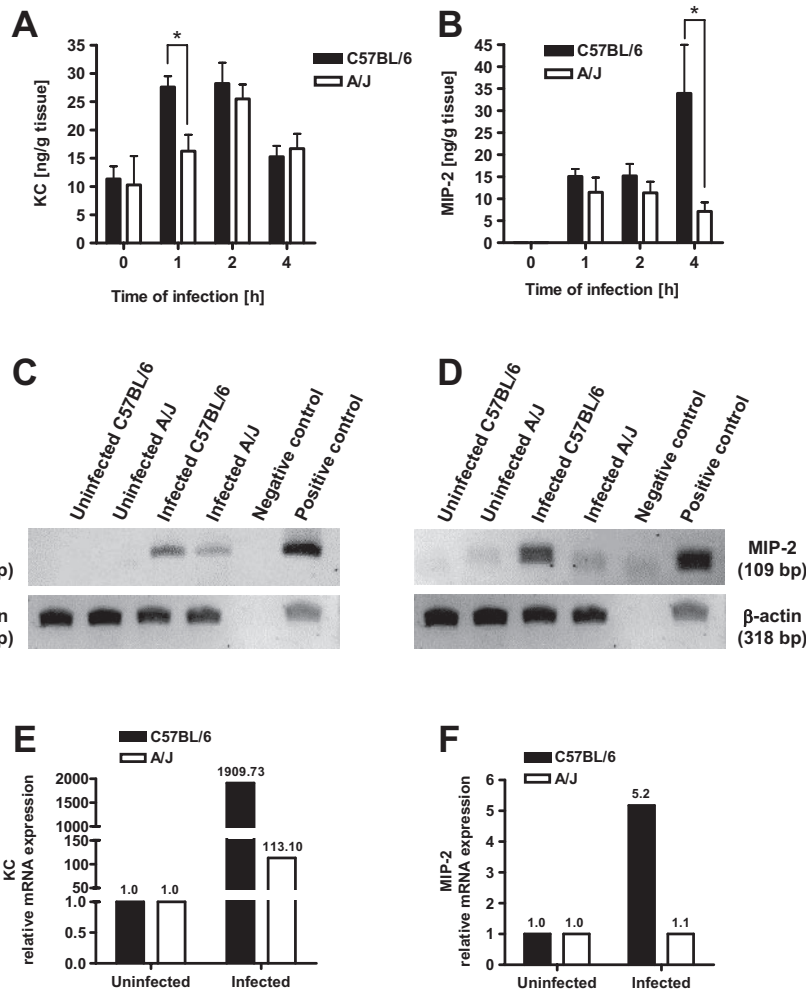 A
C57BL/6
A/J
*
KC [ng/g tissue]
35
30
25
20
15
10
5
0
0 1 2 4
Time of infection [h]
B
C57BL/6
A/J
*
MIP-2 [ng/g tissue]
45
40
35
30
25
20
15
10
5
0
0 1 2 4
Time of infection [h]
C
Uninfected C57BL/6
Uninfected A/J
Infected C57BL/6
Infected A/J
Negative control
Positive control
p)
n
p)
D
Uninfected C57BL/6
Uninfected A/J
Infected C57BL/6
Infected A/J
Negative control
Positive control
MIP-2
(109 bp)
β-actin
(318 bp)
E
C57BL/6
A/J
KC
relative mRNA expression
2000
1500
1000
150
100
50
1.0
0.5
0.0
1.0
1.0
1909.73
113.10
Uninfected Infected
F
C57BL/6
A/J
MIP-2
relative mRNA expression
6
5
4
3
2
1
0
1.0
1.0
5.2
1.1
Uninfected Infected